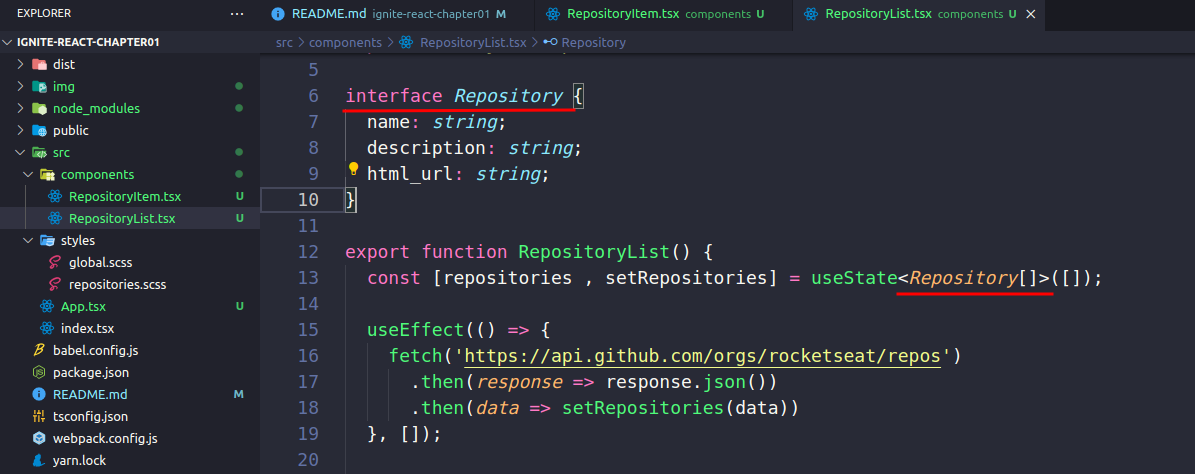 EXPLORER ···
README.md ignite-react-chapter01 M
RepositoryItem.tsx components U
RepositoryList.tsx components U
IGNITE-REACT-CHAPTER01
src > components > RepositoryList.tsx > Repository
dist
img
node_modules
public
src
components
RepositoryItem.tsx U
RepositoryList.tsx U
styles
global.scss
repositories.scss
App.tsx U
index.tsx
babel.config.js
package.json
README.md M
tsconfig.json
webpack.config.js
yarn.lock
5
6 interface Repository {
7 name: string;
8 description: string;
9 html_url: string;
10 }
11
12 export function RepositoryList() {
13 const [repositories , setRepositories] = useState<Repository[]>([]);
14
15 useEffect(() => {
16 fetch('https://api.github.com/orgs/rocketseat/repos')
17 .then(response => response.json())
18 .then(data => setRepositories(data))
19 }, []);
20